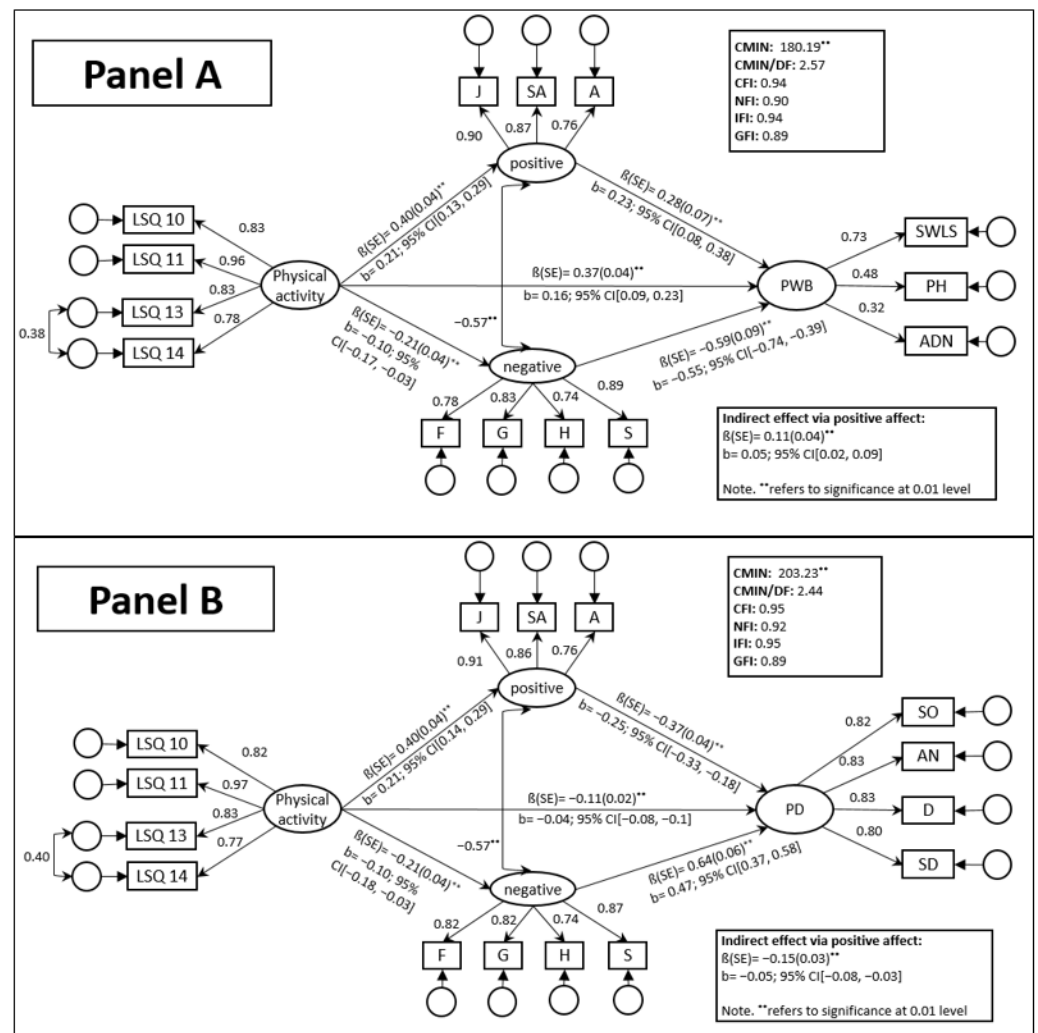 Panel A
J
SA
A
CMIN: 180.19**
CMIN/DF: 2.57
CFI: 0.94
NFI: 0.90
IFI: 0.94
GFI: 0.89
0.90
0.87
0.76
positive
ß(SE)= 0.40(0.04)**
b= 0.21; 95% CI[0.13, 0.29]
ß(SE)= 0.28(0.07)**
b= 0.23; 95% CI[0.08, 0.38]
LSQ 10
LSQ 11
LSQ 13
LSQ 14
0.83
0.96
0.83
0.78
0.38
Physical
activity
ß(SE)= 0.37(0.04)**
b= 0.16; 95% CI[0.09, 0.23]
PWB
0.73
0.48
0.32
SWLS
PH
ADN
−0.57**
ß(SE)= −0.21(0.04)**
b= −0.10; 95%
CI[−0.17, −0.03]
ß(SE)= −0.59(0.09)**
b= −0.55; 95% CI[−0.74, −0.39]
negative
0.78
0.83
0.74
0.89
F
G
H
S
Indirect effect via positive affect:
ß(SE)= 0.11(0.04)**
b= 0.05; 95% CI[0.02, 0.09]
Note. **refers to significance at 0.01 level
Panel B
J
SA
A
CMIN: 203.23**
CMIN/DF: 2.44
CFI: 0.95
NFI: 0.92
IFI: 0.95
GFI: 0.89
0.91
0.86
0.76
positive
ß(SE)= 0.40(0.04)**
b= 0.21; 95% CI[0.14, 0.29]
ß(SE)= −0.37(0.04)**
b= −0.25; 95% CI[−0.33, −0.18]
LSQ 10
LSQ 11
LSQ 13
LSQ 14
0.82
0.97
0.83
0.77
0.40
Physical
activity
ß(SE)= −0.11(0.02)**
b= −0.04; 95% CI[−0.08, −0.1]
PD
0.82
0.83
0.83
0.80
SO
AN
D
SD
−0.57**
ß(SE)= −0.21(0.04)**
b= −0.10; 95%
CI[−0.18, −0.03]
ß(SE)= 0.64(0.06)**
b= 0.47; 95% CI[0.37, 0.58]
negative
0.82
0.82
0.74
0.87
F
G
H
S
Indirect effect via positive affect:
ß(SE)= −0.15(0.03)**
b= −0.05; 95% CI[−0.08, −0.03]
Note. **refers to significance at 0.01 level